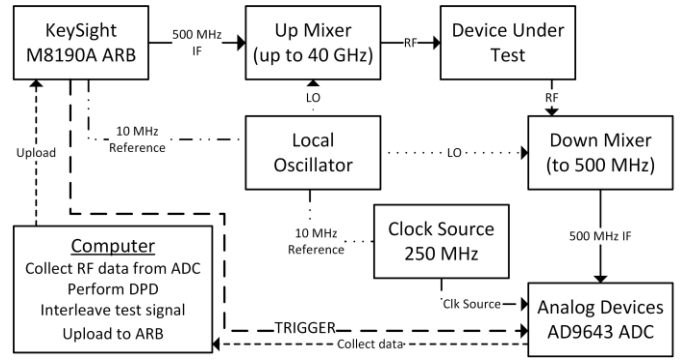 KeySight
M8190A ARB
500 MHz
IF
Up Mixer
(up to 40 GHz)
RF
Device Under
Test
LO
RF
10 MHz
Reference
Upload
Local
Oscillator
LO
Down Mixer
(to 500 MHz)
Computer
Collect RF data from ADC
Perform DPD
Interleave test signal
Upload to ARB
10 MHz
Reference
Clock Source
250 MHz
500 MHz IF
Clk Source
Analog Devices
AD9643 ADC
TRIGGER
Collect data